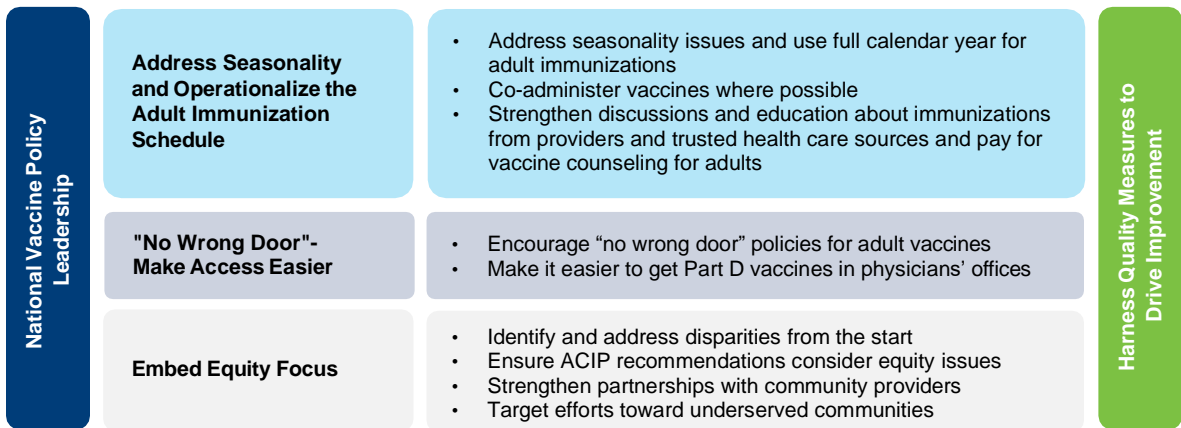 National Vaccine Policy
Leadership
Address Seasonality
and Operationalize the
Adult Immunization
Schedule
• Address seasonality issues and use full calendar year for
adult immunizations
• Co-administer vaccines where possible
• Strengthen discussions and education about immunizations
from providers and trusted health care sources and pay for
vaccine counseling for adults
"No Wrong Door"-
Make Access Easier
• Encourage “no wrong door” policies for adult vaccines
• Make it easier to get Part D vaccines in physicians’ offices
Embed Equity Focus
• Identify and address disparities from the start
• Ensure ACIP recommendations consider equity issues
• Strengthen partnerships with community providers
• Target efforts toward underserved communities
Harness Quality Measures to
Drive Improvement